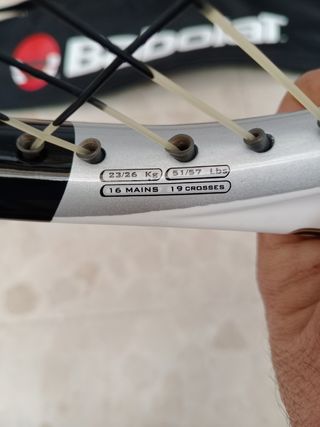 Babolat
23/26 Kg 51/57 Lbs
16 MAINS 19 CROSSES